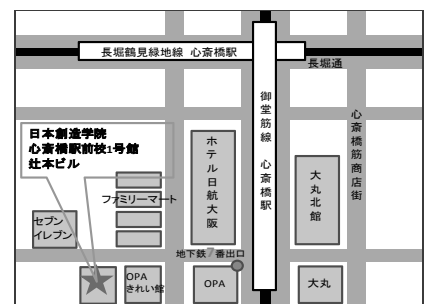 長堀鶴見緑地線 心斎橋駅
長堀通
御堂筋線 心斎橋駅
心斎橋筋商店街
日本創造学院
心斎橋駅前校1号館
辻本ビル
ホテル日航大阪
大丸北館
ファミリーマート
セブン
イレブン
地下鉄7番出口
OPA
きれい館
OPA
大丸